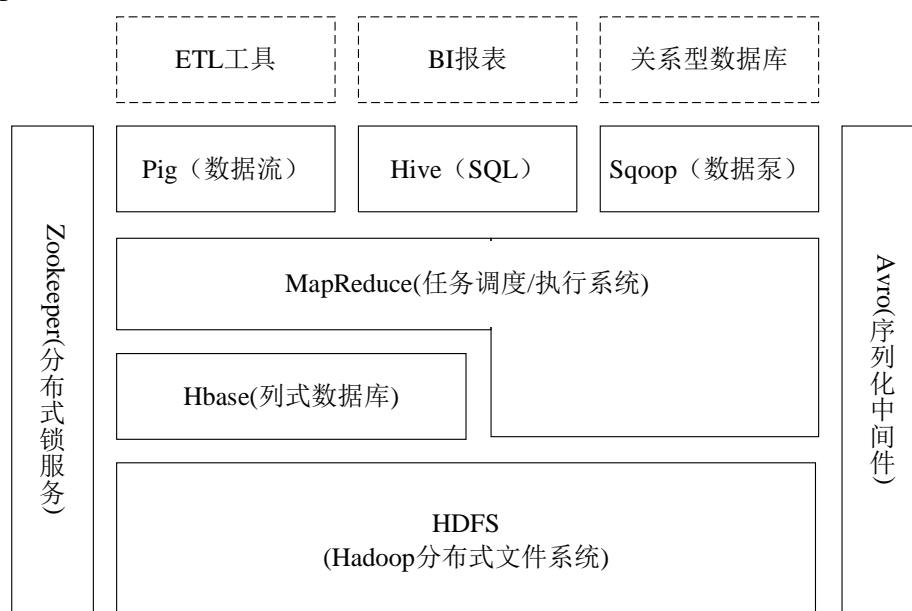 ETL工具
BI报表
关系型数据库
Pig（数据流）
Hive（SQL）
Sqoop（数据泵）
Zookeeper(分布式锁服务)
MapReduce(任务调度/执行系统)
Avro(序列化中间件)
Hbase(列式数据库)
HDFS
(Hadoop分布式文件系统)